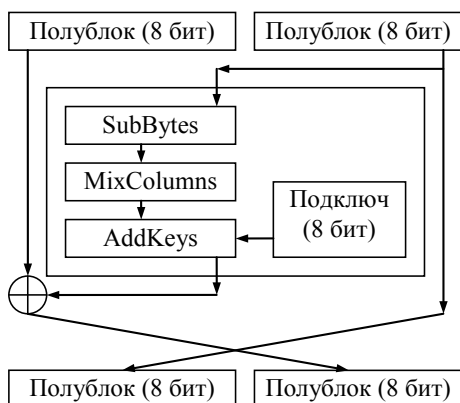 Полублок (8 бит) Полублок (8 бит)
SubBytes
MixColumns
Подключ
(8 бит)
AddKeys
Полублок (8 бит) Полублок (8 бит)